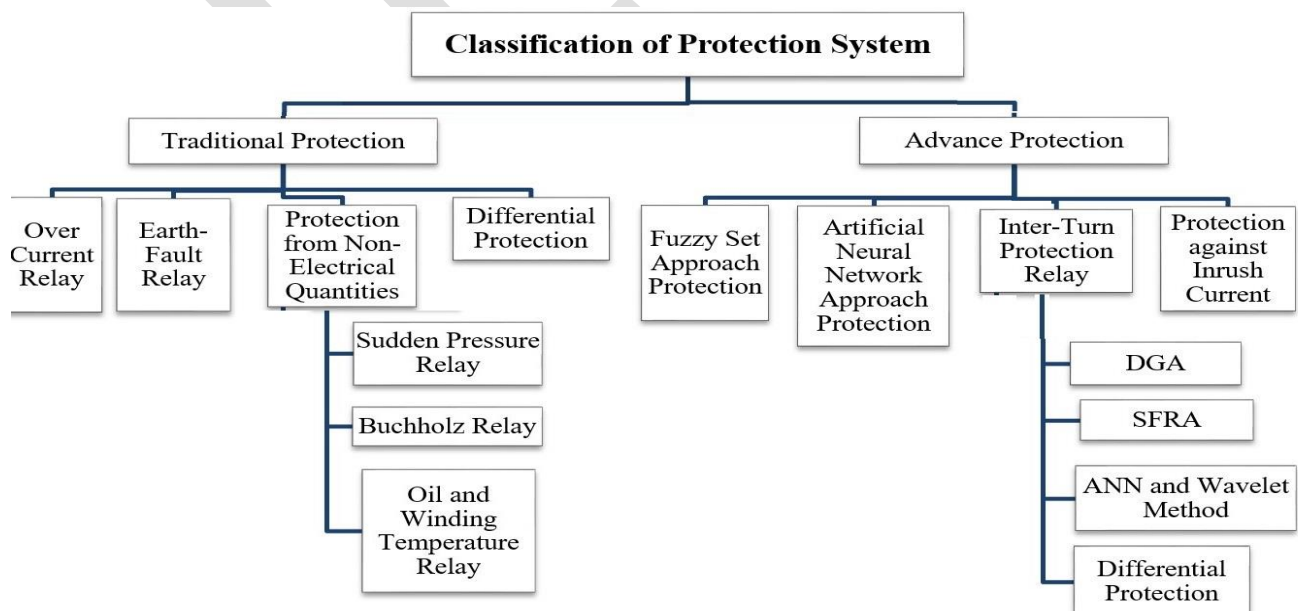 Classification of Protection System
Traditional Protection
Advance Protection
Over
Current
Relay
Earth-
Fault
Relay
Protection
from Non-
Electrical
Quantities
Differential
Protection
Fuzzy Set
Approach
Protection
Artificial
Neural
Network
Approach
Protection
Inter-Turn
Protection
Relay
Protection
against
Inrush
Current
Sudden Pressure
Relay
Buchholz Relay
Oil and
Winding
Temperature
Relay
DGA
SFRA
ANN and Wavelet
Method
Differential
Protection